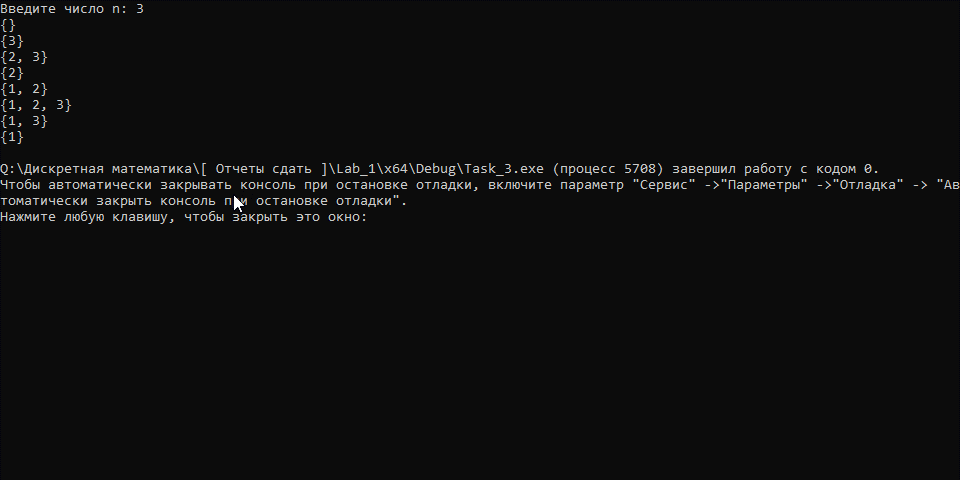 Введите число n: 3
{}
{3}
{2, 3}
{2}
{1, 2}
{1, 2, 3}
{1, 3}
{1}
Q:\Дискретная математика\[ Отчеты сдать ]\Lab_1\x64\Debug\Task_3.exe (процесс 5708) завершил работу с кодом 0.
Чтобы автоматически закрывать консоль при остановке отладки, включите параметр "Сервис" ->"Параметры" ->"Отладка" -> "Ав
томатически закрыть консоль при остановке отладки".
Нажмите любую клавишу, чтобы закрыть это окно: